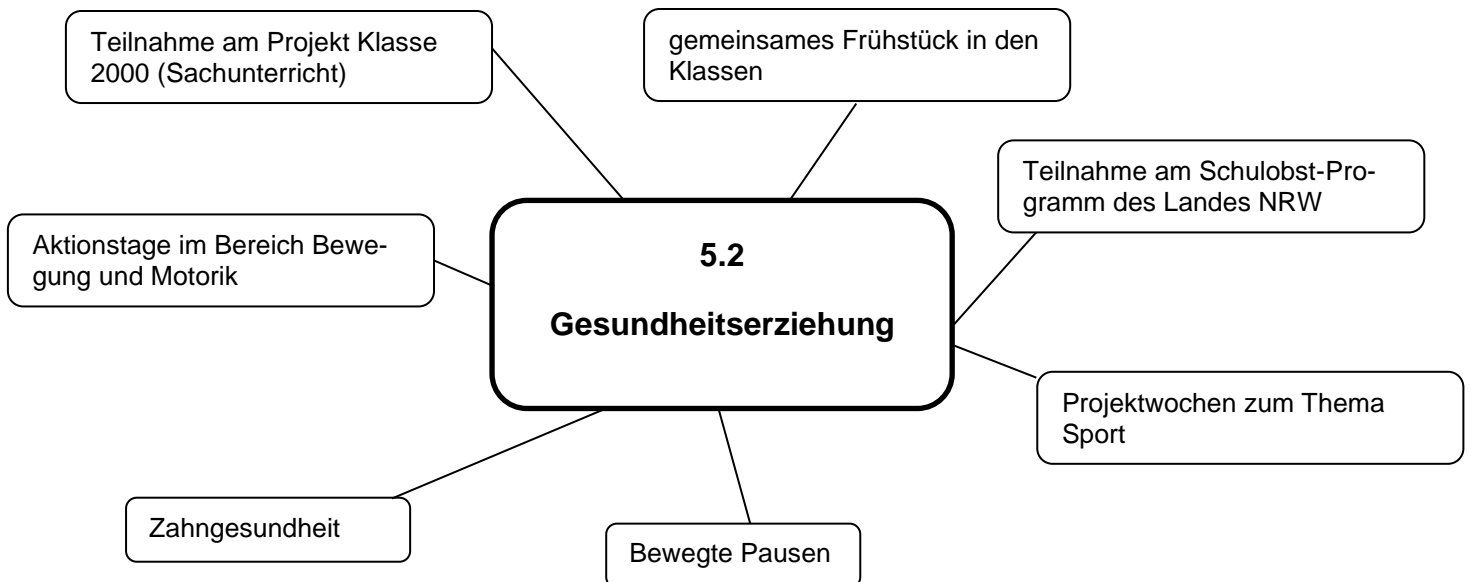 Teilnahme am Projekt Klasse
2000 (Sachunterricht)
gemeinsames Frühstück in den
Klassen
Teilnahme am Schulobst-Pro-
gramm des Landes NRW
Aktionstage im Bereich Bewe-
gung und Motorik
5.2
Gesundheitserziehung
Projektwochen zum Thema
Sport
Zahngesundheit
Bewegte Pausen